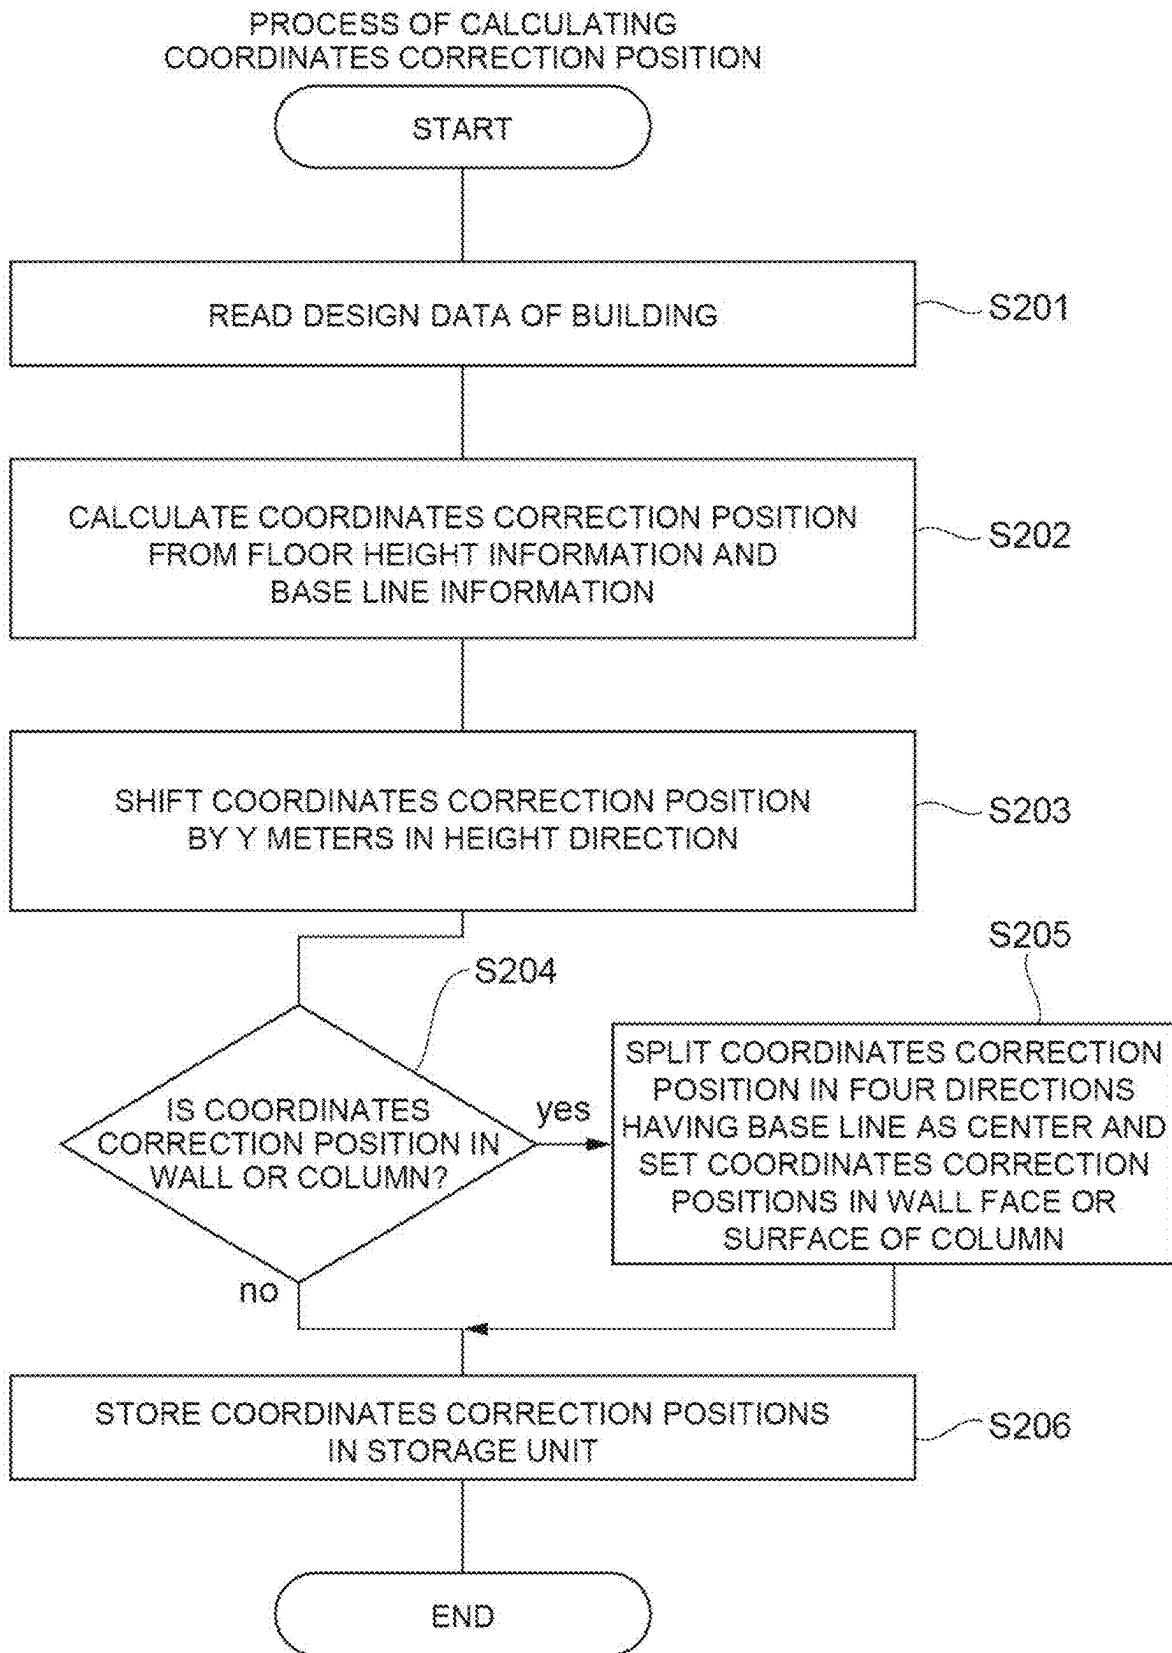 PROCESS OF CALCULATING
COORDINATES CORRECTION POSITION
START
READ DESIGN DATA OF BUILDING
S201
CALCULATE COORDINATES CORRECTION POSITION
FROM FLOOR HEIGHT INFORMATION AND
BASE LINE INFORMATION
S202
SHIFT COORDINATES CORRECTION POSITION
BY Y METERS IN HEIGHT DIRECTION
S203
S204
IS COORDINATES
CORRECTION POSITION IN
WALL OR COLUMN?
yes
no
S205
SPLIT COORDINATES CORRECTION
POSITION IN FOUR DIRECTIONS
HAVING BASE LINE AS CENTER AND
SET COORDINATES CORRECTION
POSITIONS IN WALL FACE OR
SURFACE OF COLUMN
STORE COORDINATES CORRECTION POSITIONS
IN STORAGE UNIT
S206
END